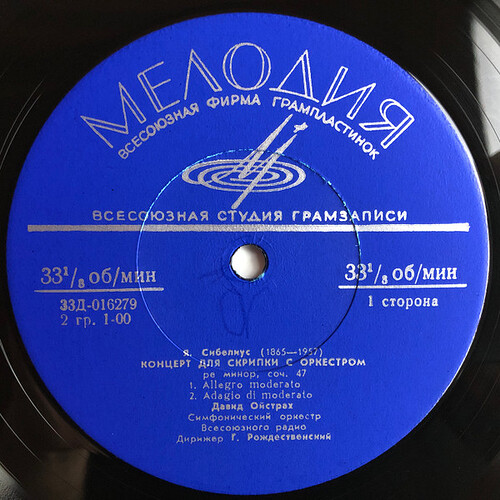 МЕЛОДИЯ
ВСЕСОЮЗНАЯ ФИРМА ГРАМПЛАСТИНОК
ВСЕСОЮЗНАЯ СТУДИЯ ГРАМЗАПИСИ
33¹/₃ об/мин
33Д-016279
2 гр. 1-00
33¹/₃ об/мин
1 сторона
Я. Сибелиус (1865—1957)
КОНЦЕРТ ДЛЯ СКРИПКИ С ОРКЕСТРОМ
ре минор, соч. 47
1. Allegro moderato
2. Adagio di moderato
Давид Ойстрах
Симфонический оркестр
Всесоюзного радио
Дирижер Г. Рождественский